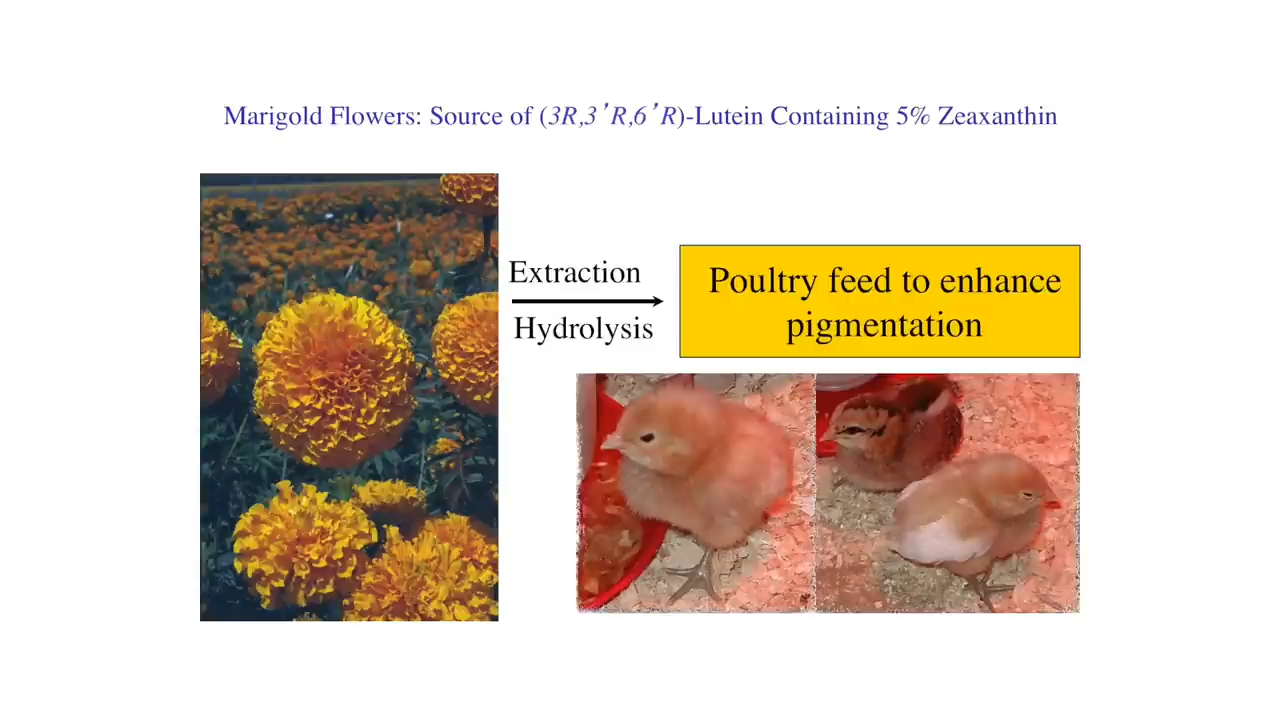 Marigold Flowers: Source of (3R,3’R,6’R)-Lutein Containing 5% Zeaxanthin
Extraction
Hydrolysis
Poultry feed to enhance
pigmentation